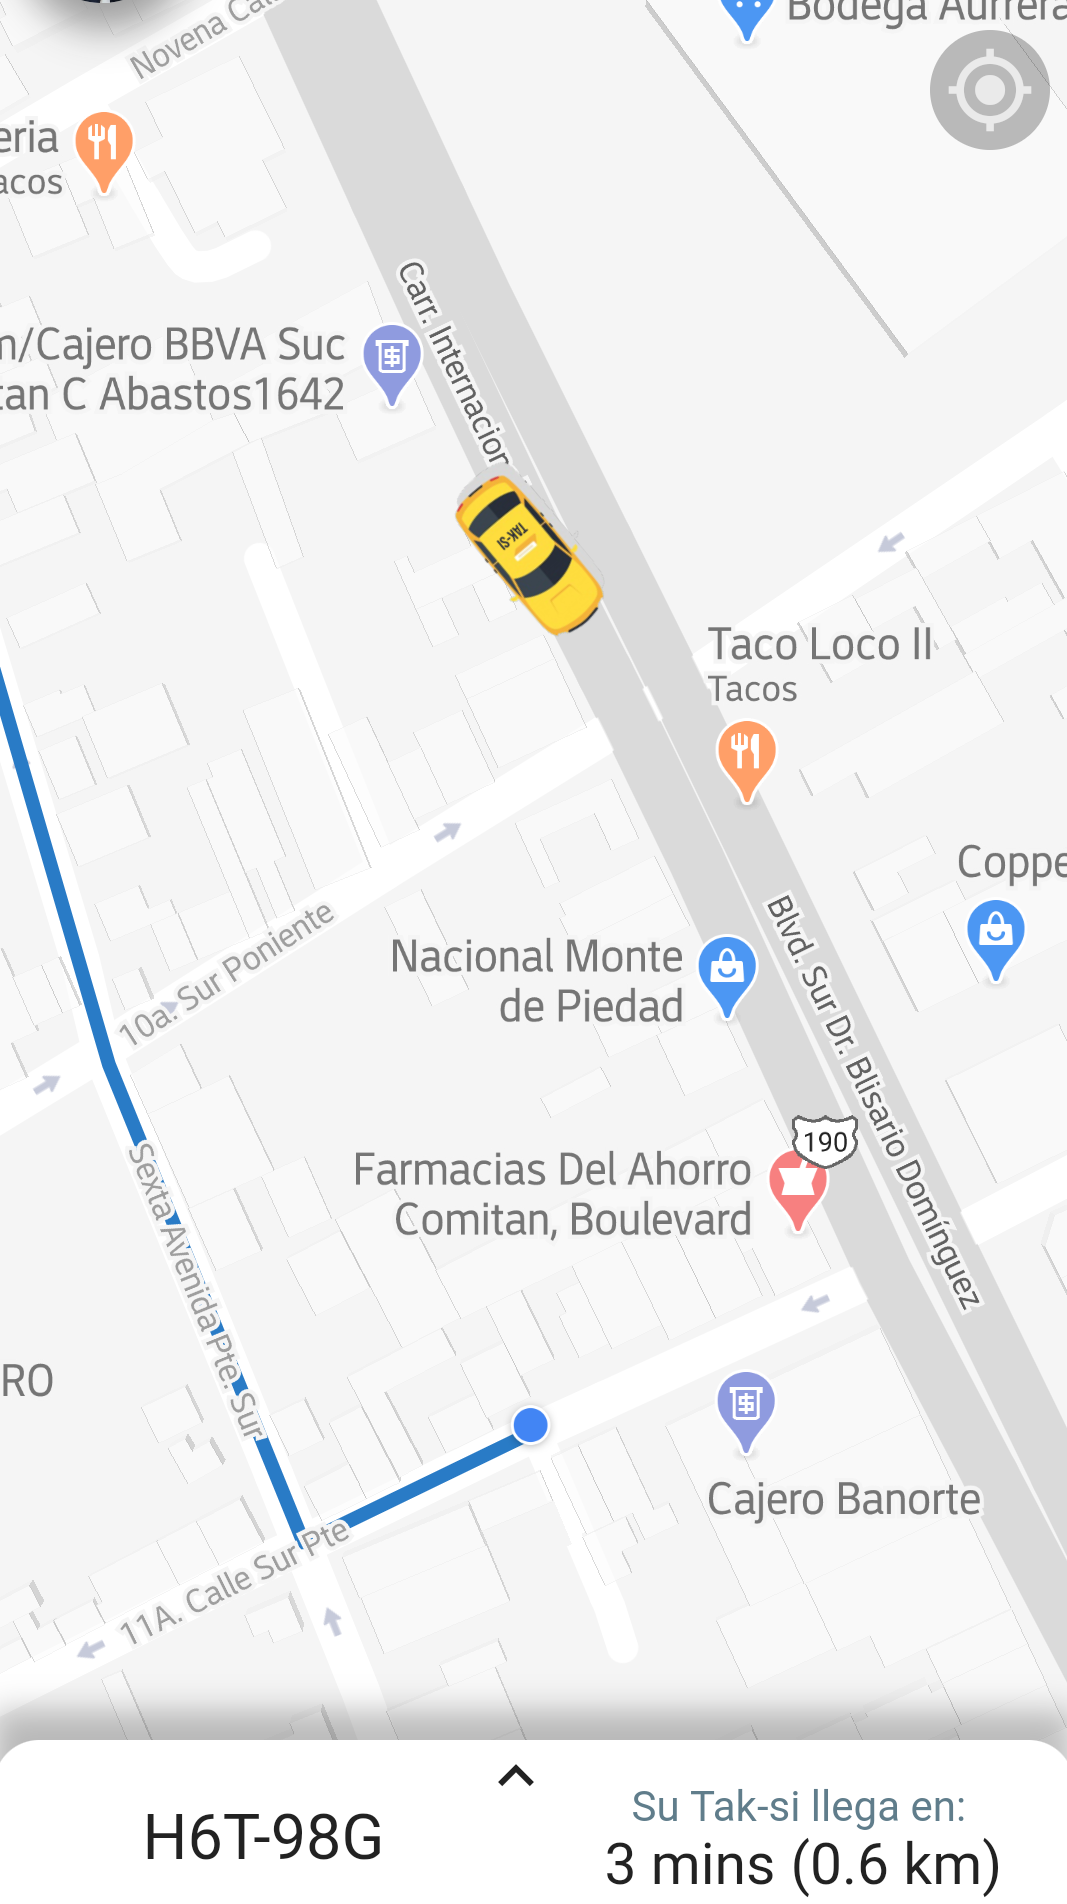 Novena Cal
Bodega Aurrera
eria
acos
n/Cajero BBVA Suc
tan C Abastos1642
Carr. Internacion
TAK-SI
Taco Loco II
Tacos
Coppe
10a. Sur Poniente
Nacional Monte
de Piedad
Blvd. Sur Dr. Blisario Domínguez
190
Farmacias Del Ahorro
Comitan, Boulevard
Sexta Avenida Pte. Sur
RO
Cajero Banorte
11A. Calle Sur Pte
H6T-98G
Su Tak-si llega en:
3 mins (0.6 km)